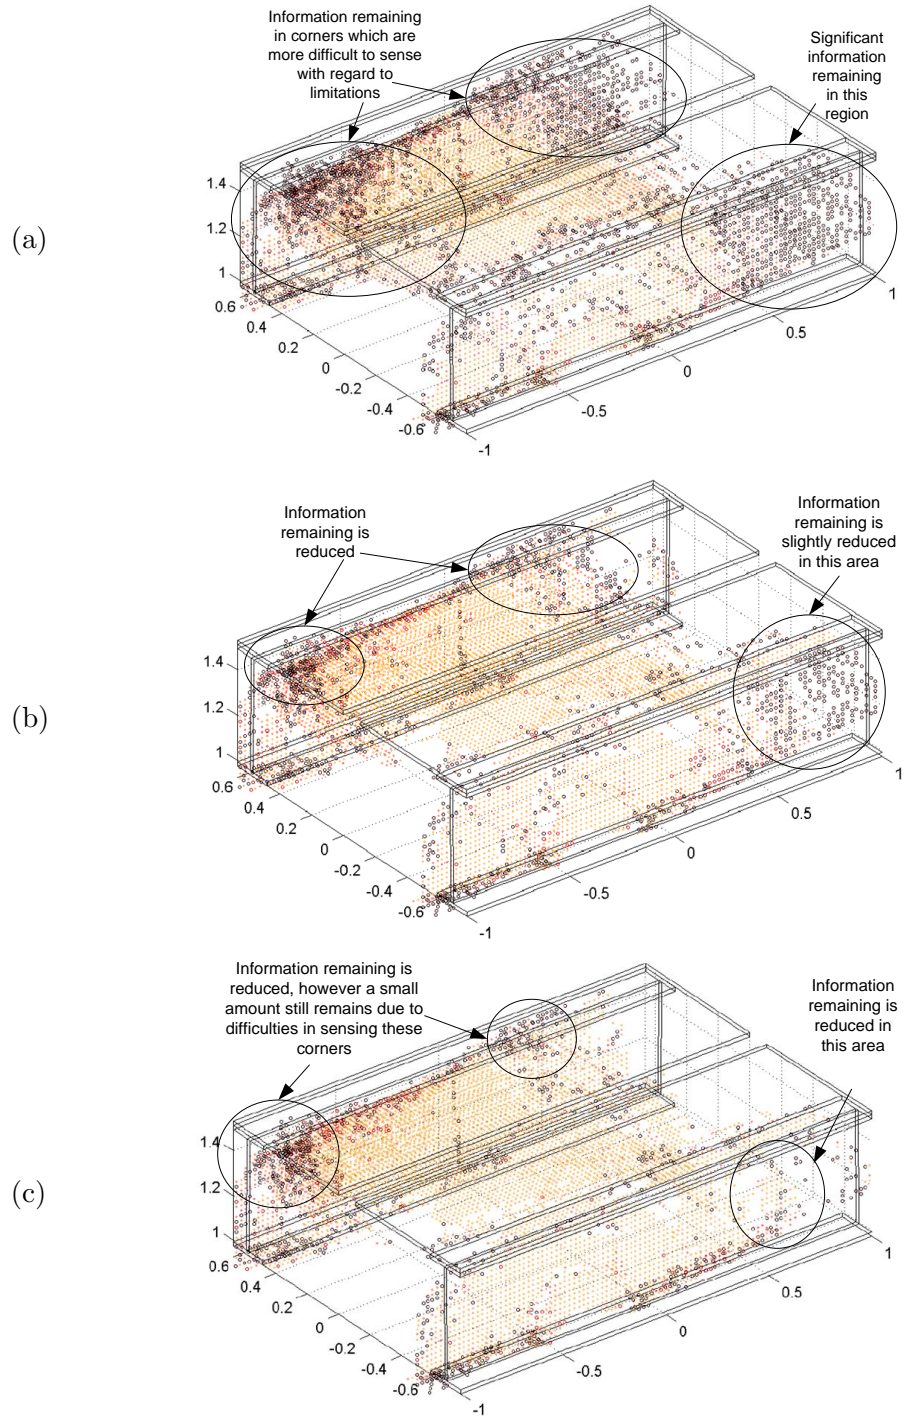 Information remaining
in corners which are
more difficult to sense
with regard to
limitations
Significant
information
remaining
in this
region
(a)
1.4
1.2
1
0.6
0.4
0.2
0
-0.2
-0.4
-0.6
-1
-0.5
0
0.5
1
Information
remaining is
reduced
Information
remaining is
slightly reduced
in this area
(b)
1.4
1.2
1
0.6
0.4
0.2
0
-0.2
-0.4
-0.6
-1
-0.5
0
0.5
1
Information remaining is
reduced, however a small
amount still remains due to
difficulties in sensing these
corners
Information
remaining is
reduced in
this area
(c)
1.4
1.2
1
0.6
0.4
0.2
0
-0.2
-0.4
-0.6
-1
-0.5
0
0.5
1